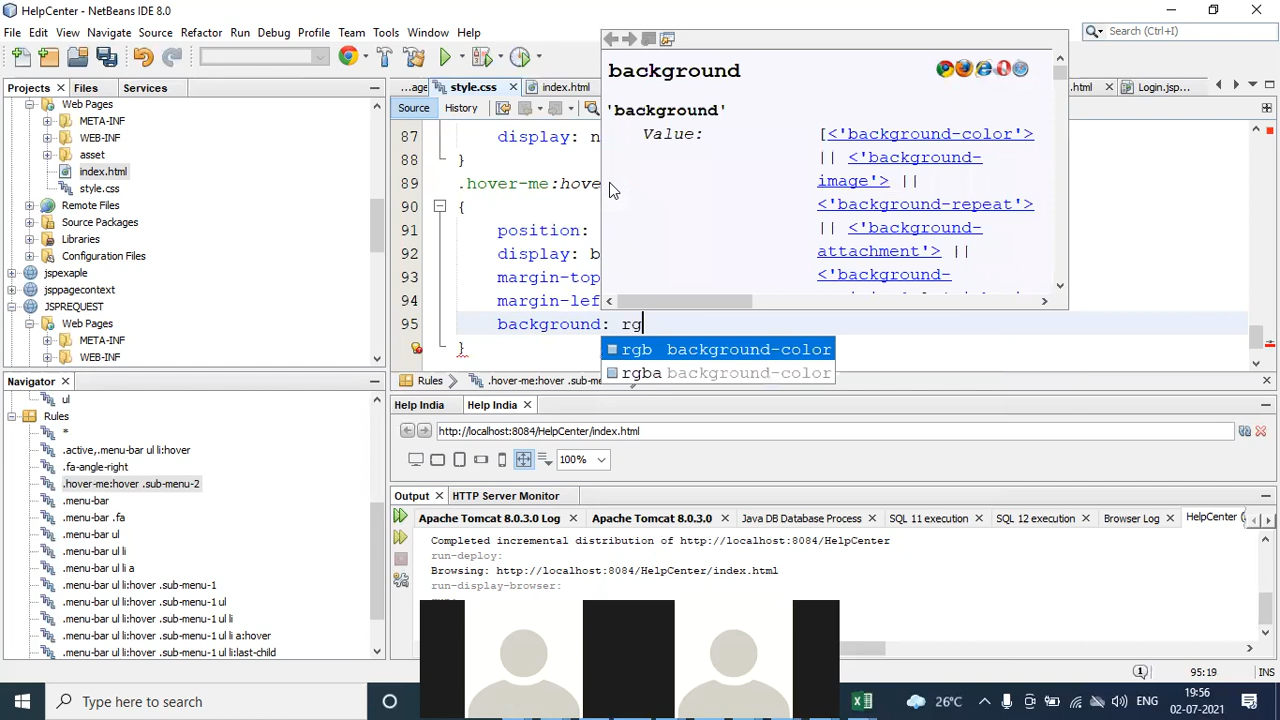 HelpCenter - NetBeans IDE 8.0
File Edit View Navigate Source Refactor Run Debug Profile Team Tools Window Help
Search (Ctrl+I)
Projects Files Services
Web Pages
META-INF
WEB-INF
asset
index.html
style.css
Remote Files
Source Packages
Libraries
Configuration Files
jspexaple
jsppagecontext
JSPREQUEST
Web Pages
META-INF
WEB-INF
Navigator
ul
Rules
*
.active,.menu-bar ul li:hover
.fa-angle-right
.hover-me:hover .sub-menu-2
.menu-bar
.menu-bar .fa
.menu-bar ul
.menu-bar ul li
.menu-bar ul li a
.menu-bar ul li:hover .sub-menu-1
.menu-bar ul li:hover .sub-menu-1 ul
.menu-bar ul li:hover .sub-menu-1 ul li
.menu-bar ul li:hover .sub-menu-1 ul li a:hover
.menu-bar ul li:hover .sub-menu-1 ul li:last-child
...age style.css index.html .html Login.jsp...
Source History
87 display: n
88 }
89 .hover-me:hove
90 {
91 position:
92 display: b
93 margin-top
94 margin-lef
95 background: rg
}
background
'background'
Value: [<'background-color'>
|| <'background-
image'> ||
<'background-repeat'>
|| <'background-
attachment'> ||
<'background-
rgb background-color
rgba background-color
Rules .hover-me:hover .sub-me
Help India Help India
http://localhost:8084/HelpCenter/index.html
100%
Output HTTP Server Monitor
Apache Tomcat 8.0.3.0 Log Apache Tomcat 8.0.3.0 Java DB Database Process SQL 11 execution SQL 12 execution Browser Log HelpCenter (
Completed incremental distribution of http://localhost:8084/HelpCenter
run-deploy:
Browsing: http://localhost:8084/HelpCenter/index.html
run-display-browser:
1 95:19 INS
Type here to search
26°C ENG
19:56
02-07-2021